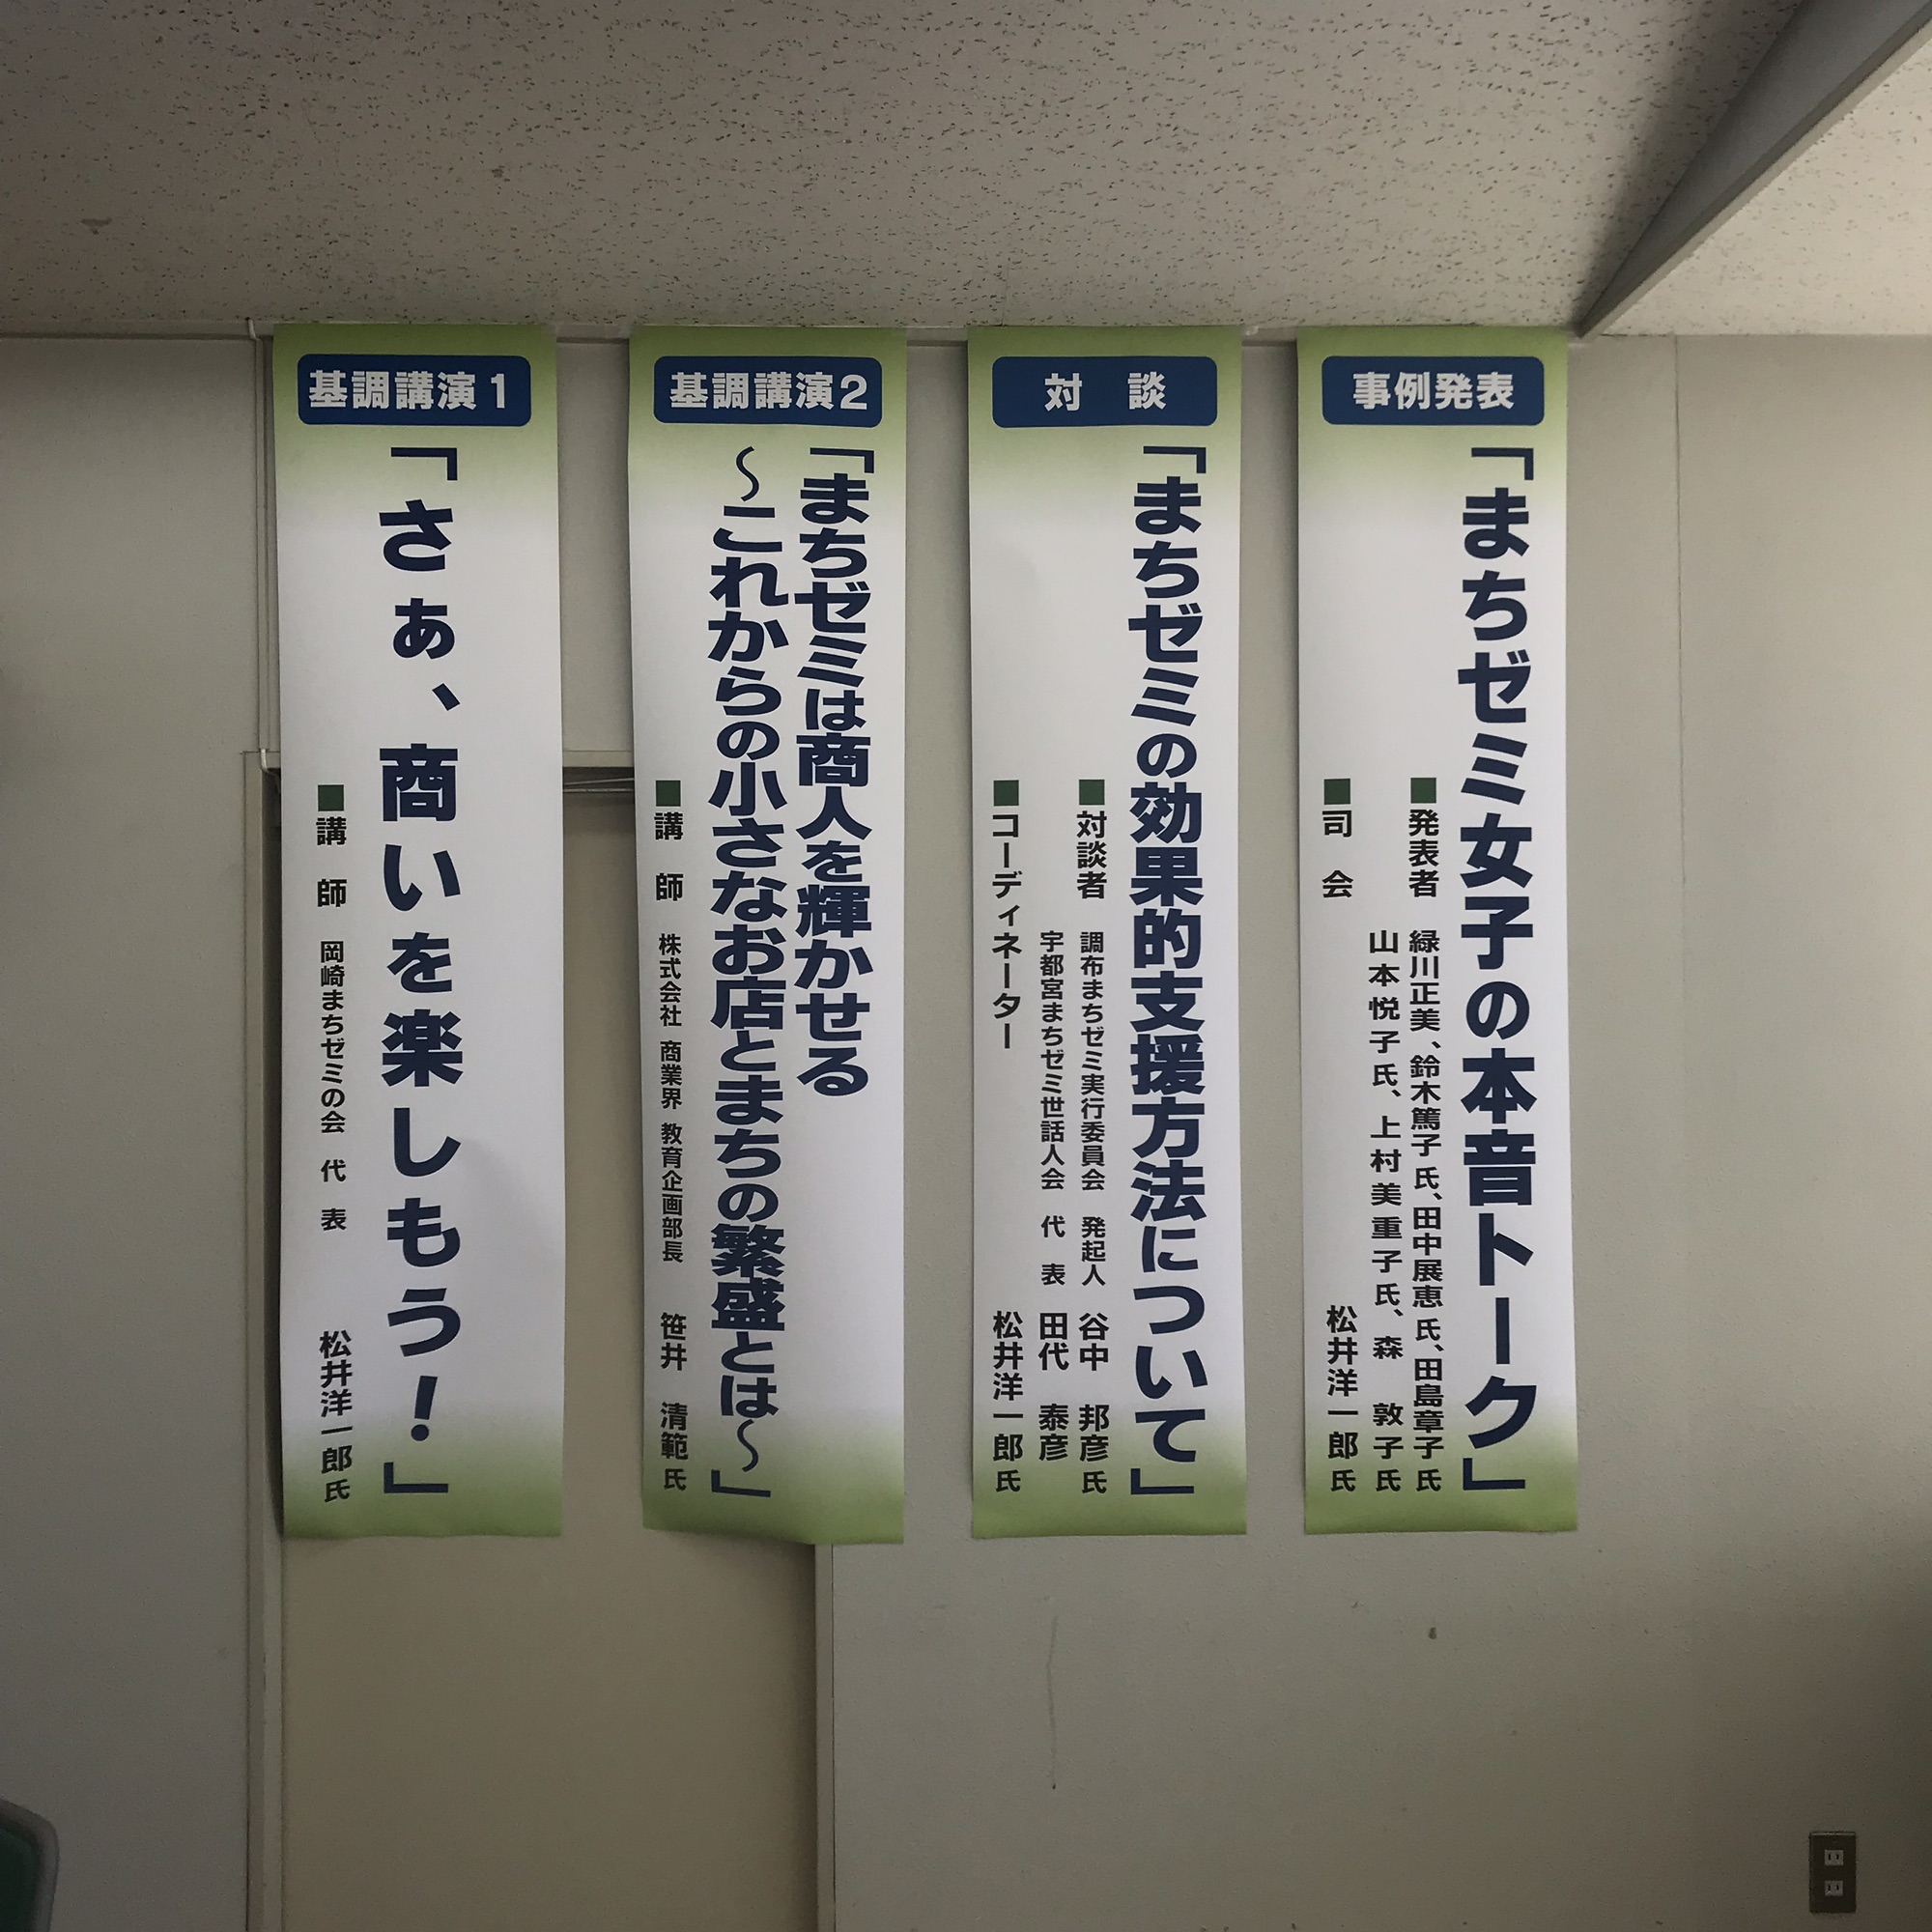 基調講演1
「さぁ、商いを楽しもう!」
■講　師　岡崎まちゼミの会　代　表　松井洋一郎氏
基調講演2
「まちゼミは商人を輝かせる
～これからの小さなお店とまちの繁盛とは～」
■講　師　株式会社 商業界 教育企画部長　笹井　清範氏
対　談
「まちゼミの効果的支援方法について」
■対談者　調布まちゼミ実行委員会　発起人　谷中　邦彦氏
宇都宮まちゼミ世話人会　代　表　田代　泰彦
■コーディネーター　松井洋一郎氏
事例発表
「まちゼミ女子の本音トーク」
■発表者　緑川正美、鈴木篤子氏、田中展恵氏、田島章子氏
山本悦子氏、上村美重子氏、森　敦子氏
■司　会　松井洋一郎氏